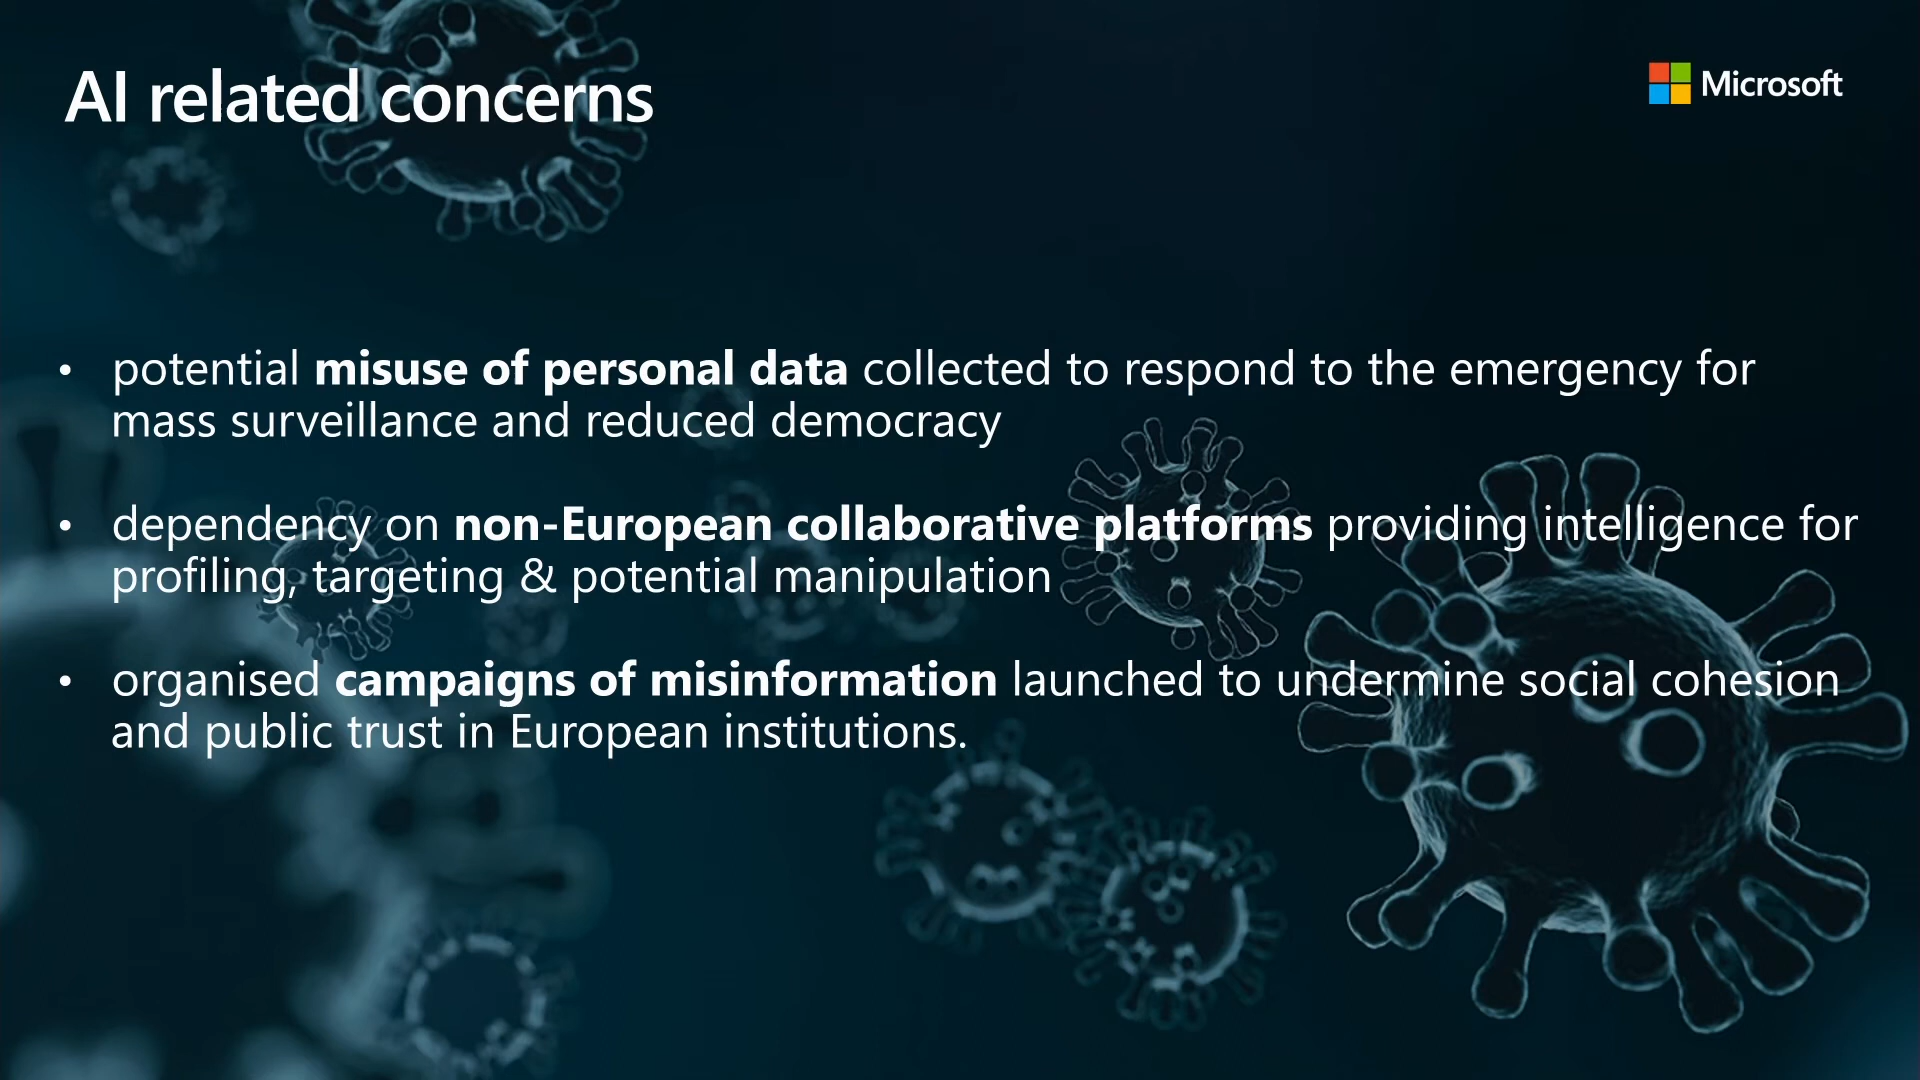 AI related concerns
Microsoft
• potential misuse of personal data collected to respond to the emergency for
mass surveillance and reduced democracy
• dependency on non-European collaborative platforms providing intelligence for
profiling, targeting & potential manipulation
• organised campaigns of misinformation launched to undermine social cohesion
and public trust in European institutions.